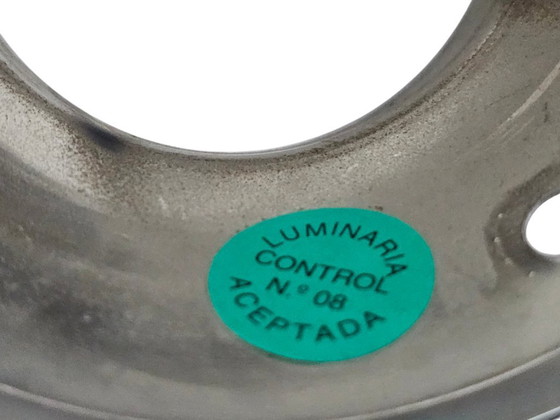 LUMINARIA
CONTROL
N.º 08
ACEPTADA